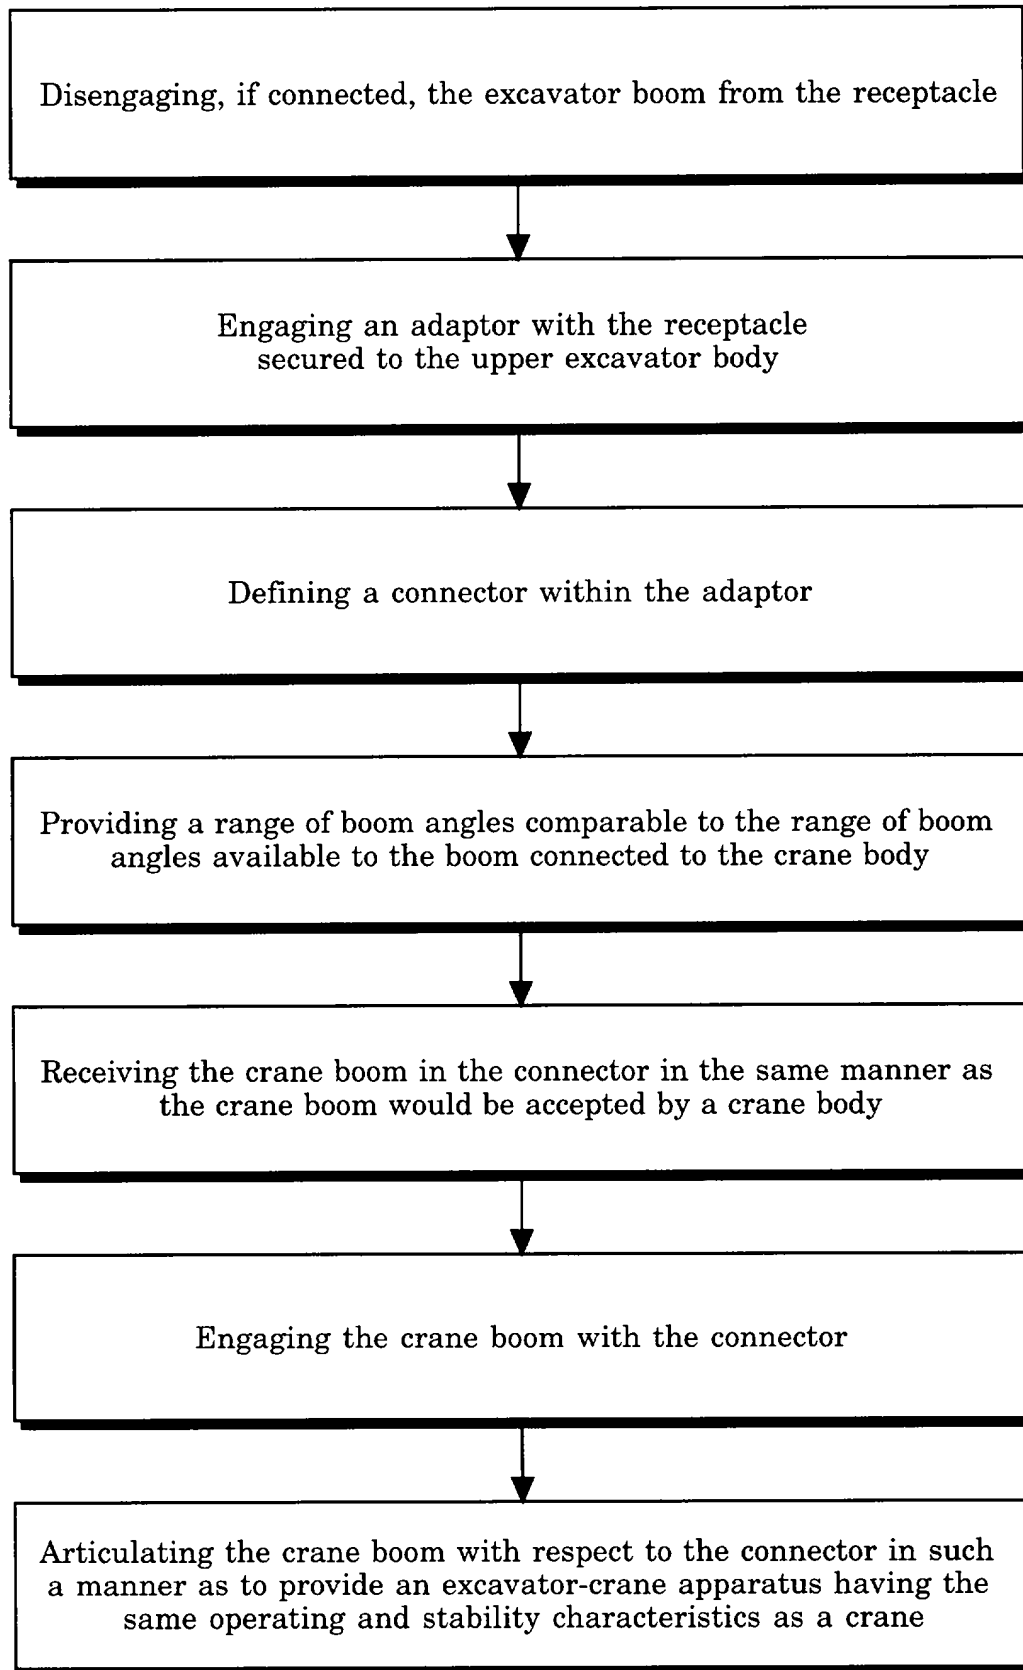 Disengaging, if connected, the excavator boom from the receptacle
Engaging an adaptor with the receptacle
secured to the upper excavator body
Defining a connector within the adaptor
Providing a range of boom angles comparable to the range of boom
angles available to the boom connected to the crane body
Receiving the crane boom in the connector in the same manner as
the crane boom would be accepted by a crane body
Engaging the crane boom with the connector
Articulating the crane boom with respect to the connector in such
a manner as to provide an excavator-crane apparatus having the
same operating and stability characteristics as a crane